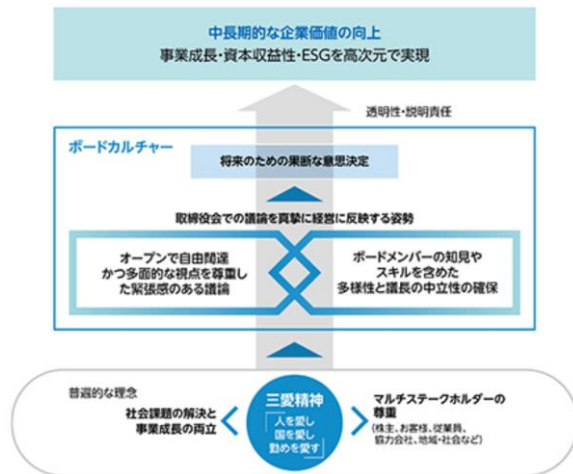 中長期的な企業価値の向上
事業成長・資本収益性・ESGを高次元で実現
透明性・説明責任
ボードカルチャー
将来のための果断な意思決定
取締役会での議論を真摯に経営に反映する姿勢
オープンで自由闊達
かつ多面的な視点を尊重し
た緊張感のある議論
ボードメンバーの知見や
スキルを含めた
多様性と議長の中立性の確保
普遍的な理念
社会課題の解決と
事業成長の両立
三愛精神
人を愛し
国を愛し
勤めを愛す
マルチステークホルダーの
尊重
(株主、お客様、従業員、
協力会社、地域・社会など)